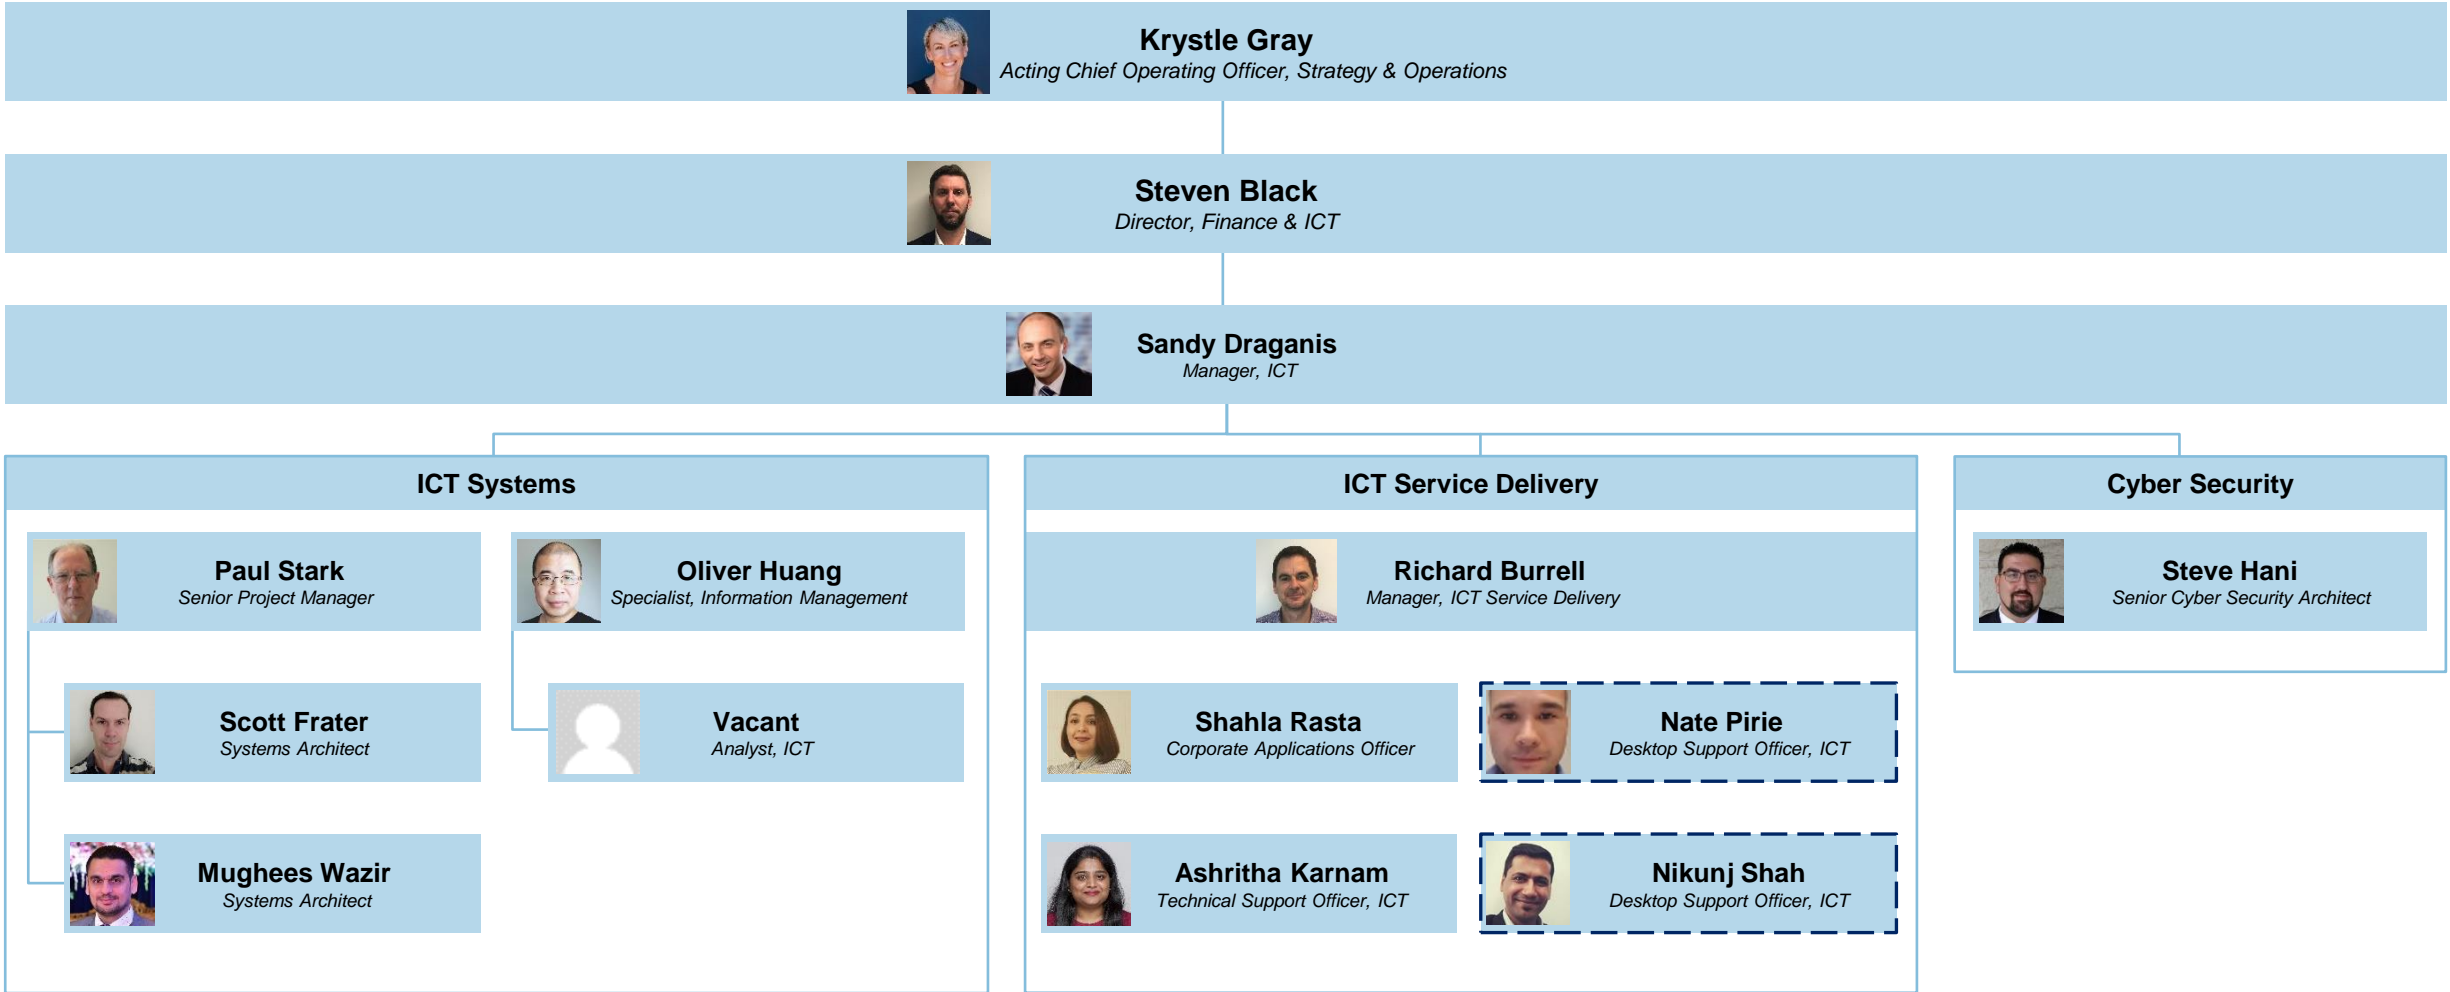 Krystle Gray
Acting Chief Operating Officer, Strategy & Operations
Steven Black
Director, Finance & ICT
Sandy Draganis
Manager, ICT
ICT Systems
Paul Stark
Senior Project Manager
Oliver Huang
Specialist, Information Management
Scott Frater
Systems Architect
Vacant
Analyst, ICT
Mughees Wazir
Systems Architect
ICT Service Delivery
Richard Burrell
Manager, ICT Service Delivery
Shahla Rasta
Corporate Applications Officer
Nate Pirie
Desktop Support Officer, ICT
Ashritha Karnam
Technical Support Officer, ICT
Nikunj Shah
Desktop Support Officer, ICT
Cyber Security
Steve Hani
Senior Cyber Security Architect